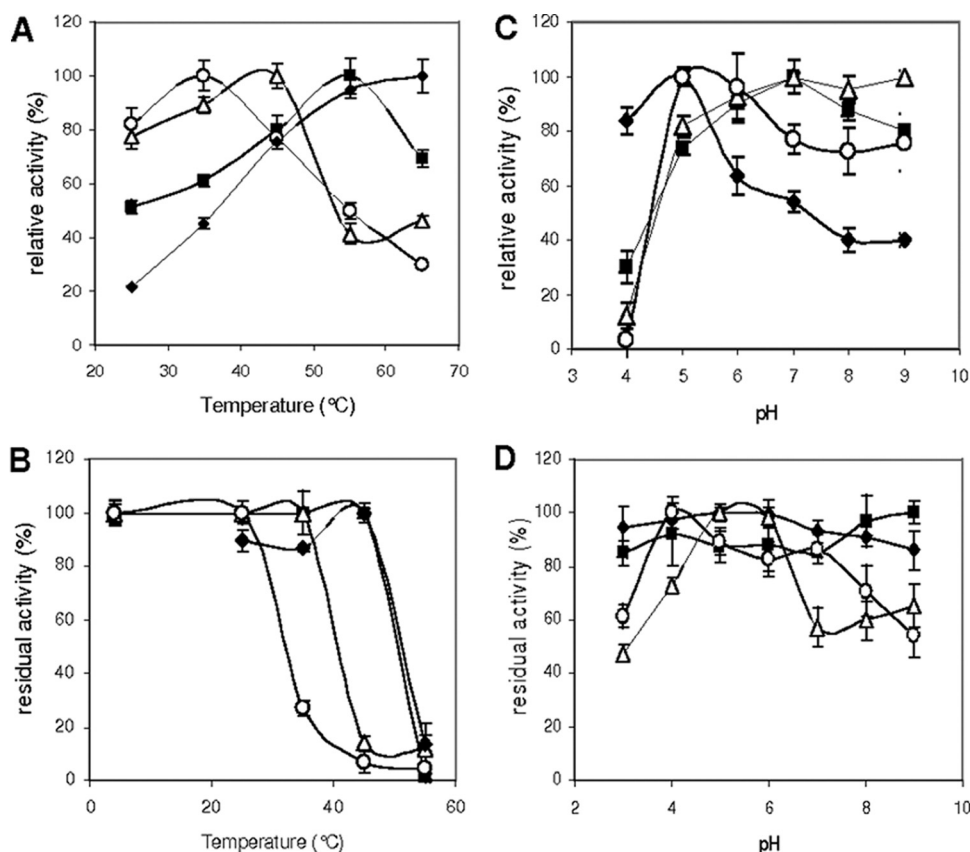 A
relative activity (%)
120
100
80
60
40
20
0
20 30 40 50 60 70
Temperature (°C)
C
relative activity (%)
120
100
80
60
40
20
0
3 4 5 6 7 8 9 10
pH
B
residual activity (%)
120
100
80
60
40
20
0
0 20 40 60
Temperature (°C)
D
residual activity (%)
120
100
80
60
40
20
0
2 4 6 8 10
pH